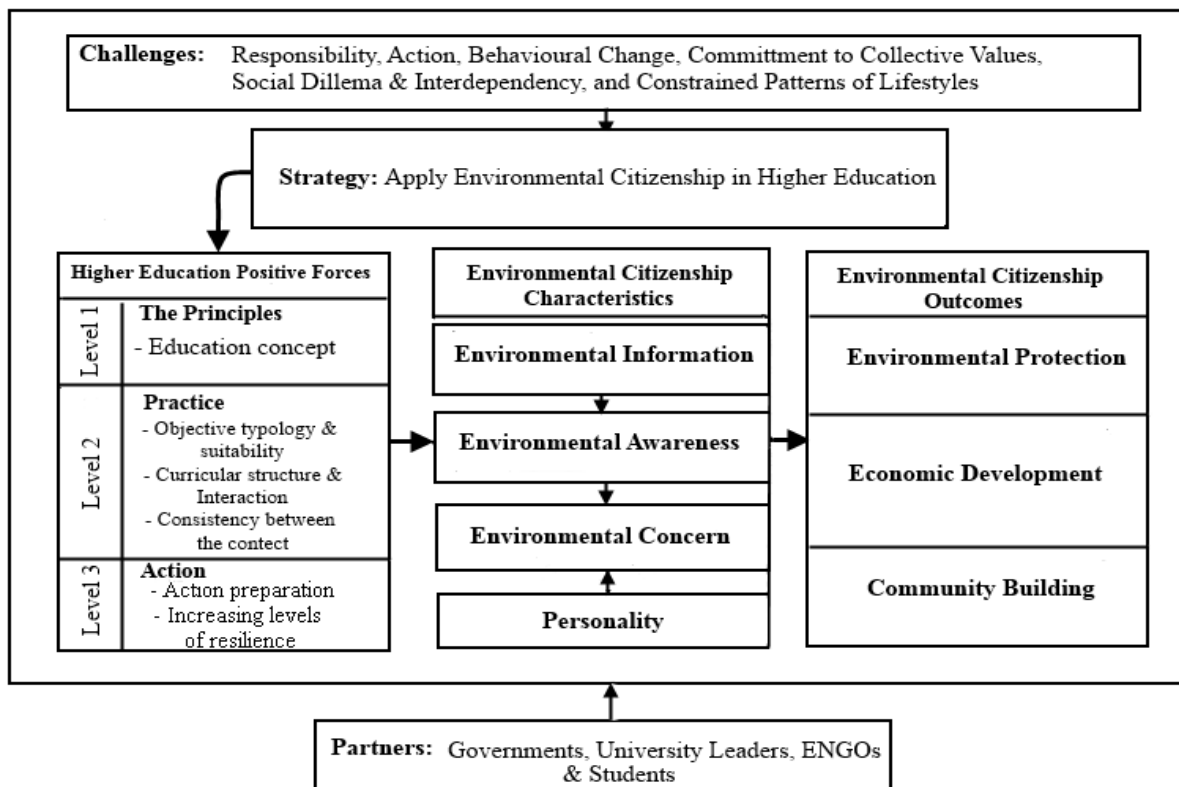 Challenges: Responsibility, Action, Behavioural Change, Committment to Collective Values,
Social Dillema & Interdependency, and Constrained Patterns of Lifestyles
Strategy: Apply Environmental Citizenship in Higher Education
Higher Education Positive Forces
Level 1
The Principles
- Education concept
Level 2
Practice
- Objective typology &
suitability
- Curricular structure &
Interaction
- Consistency between
the contect
Level 3
Action
- Action preparation
- Increasing levels
of resilience
Environmental Citizenship
Characteristics
Environmental Information
Environmental Awareness
Environmental Concern
Personality
Environmental Citizenship
Outcomes
Environmental Protection
Economic Development
Community Building
Partners: Governments, University Leaders, ENGOs
& Students